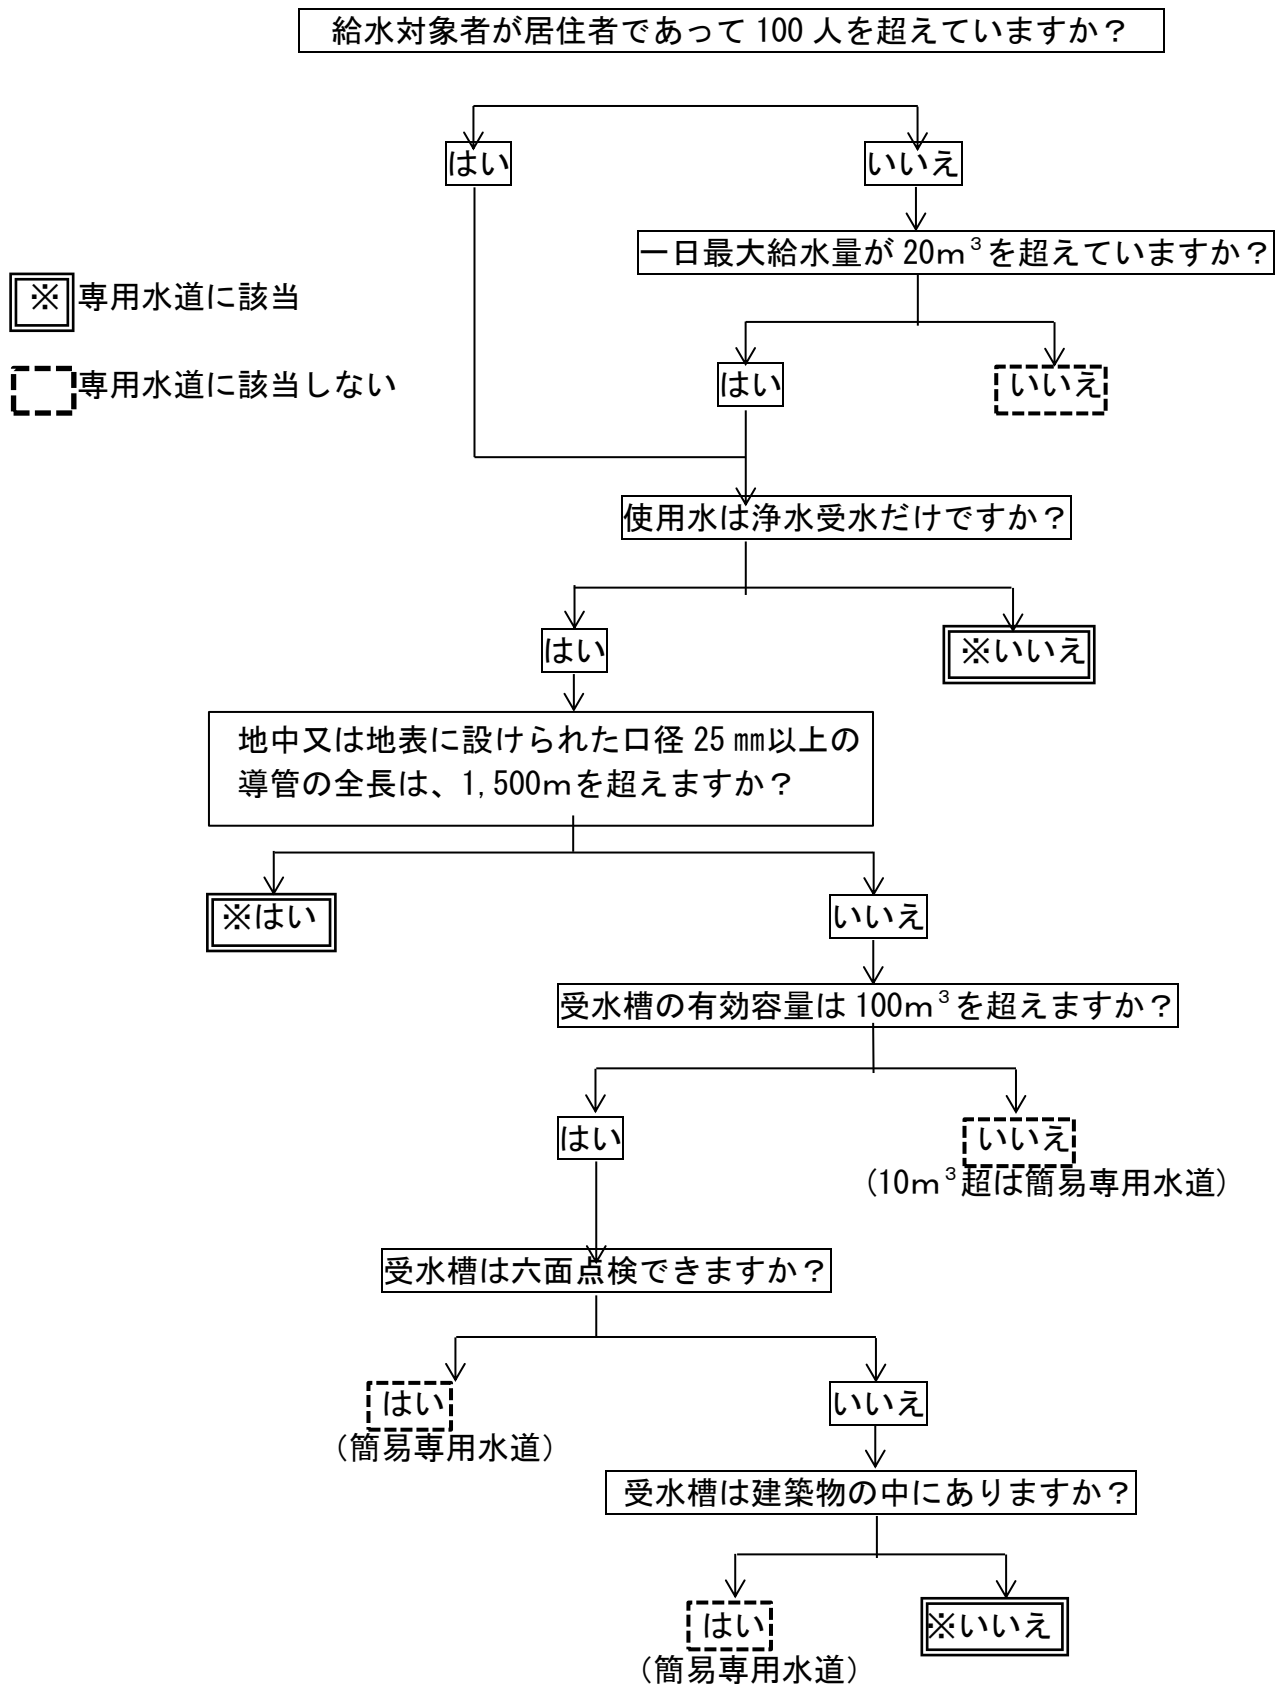 給水対象者が居住者であって100人を超えていますか？
はい
いいえ
一日最大給水量が20ｍ³を超えていますか？
※
専用水道に該当
専用水道に該当しない
はい
いいえ
使用水は浄水受水だけですか？
はい
※いいえ
地中又は地表に設けられた口径25㎜以上の
導管の全長は、1,500ｍを超えますか？
※はい
いいえ
受水槽の有効容量は100ｍ³を超えますか？
はい
いいえ
(10ｍ³超は簡易専用水道)
受水槽は六面点検できますか？
はい
(簡易専用水道)
いいえ
受水槽は建築物の中にありますか？
はい
(簡易専用水道)
※いいえ